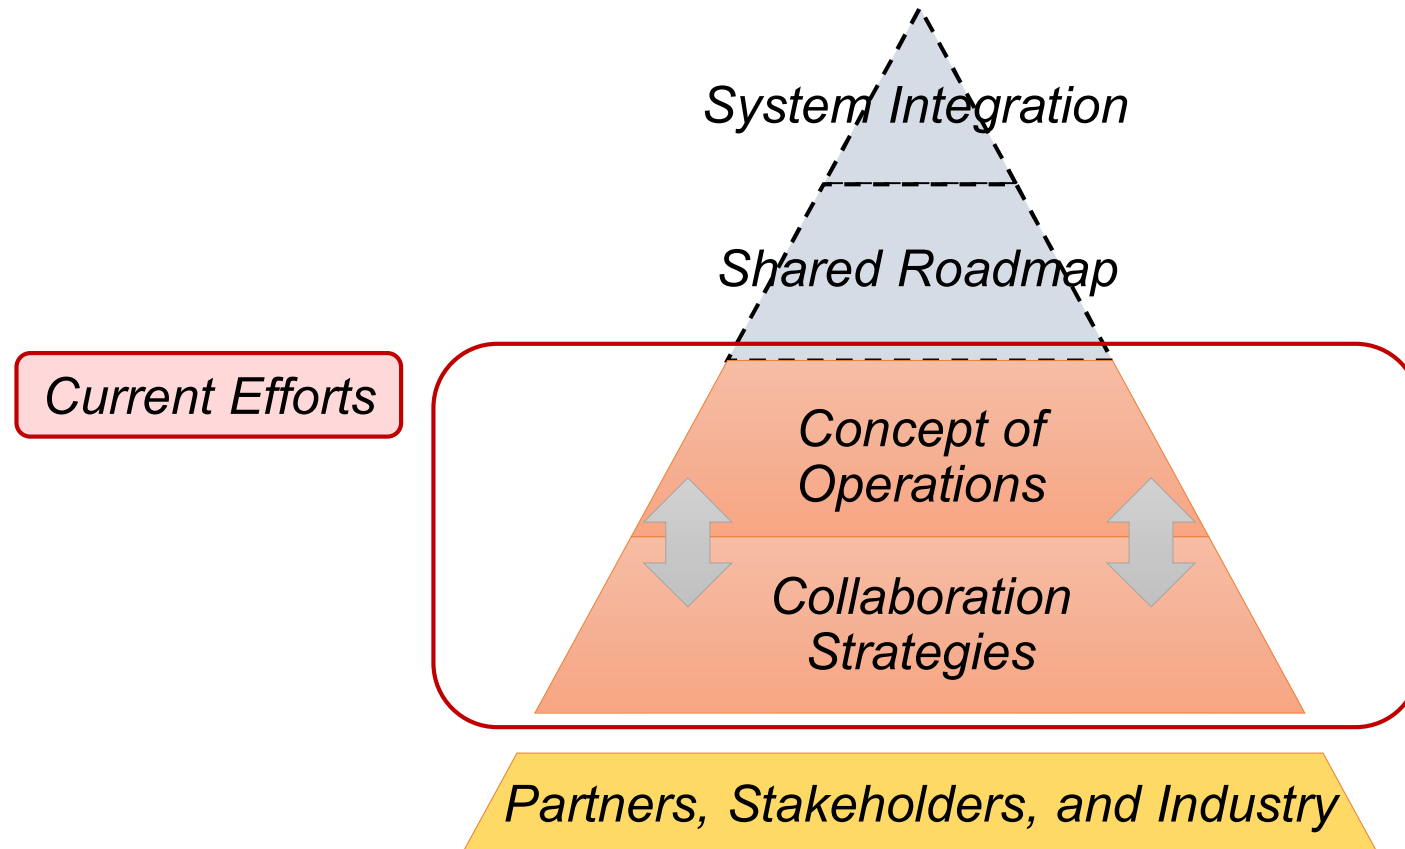 System Integration
Shared Roadmap
Current Efforts
Concept of
Operations
Collaboration
Strategies
Partners, Stakeholders, and Industry